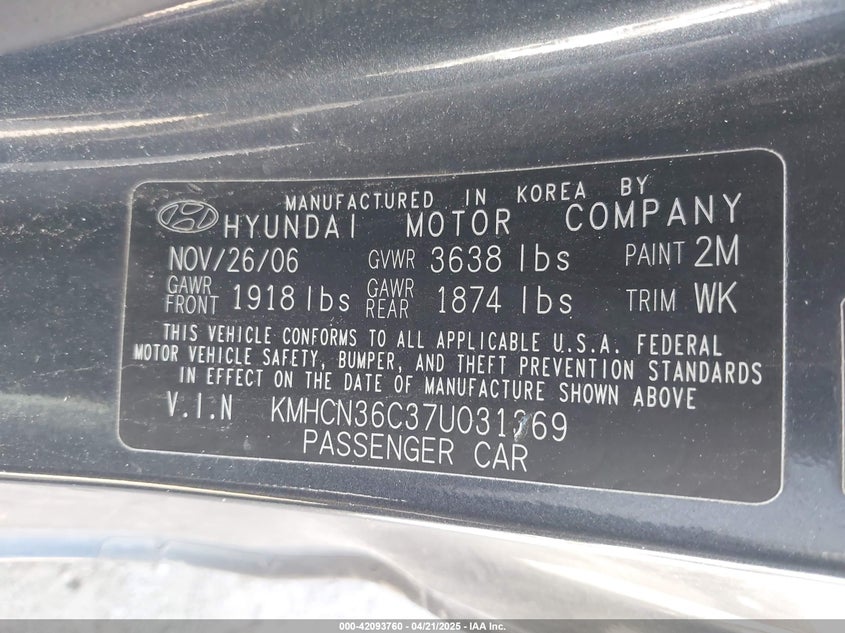 MANUFACTURED IN KOREA BY
HYUNDAI MOTOR COMPANY
NOV/26/06 GVWR 3638 lbs PAINT 2M
GAWR FRONT 1918 lbs GAWR REAR 1874 lbs TRIM WK
THIS VEHICLE CONFORMS TO ALL APPLICABLE U.S.A. FEDERAL
MOTOR VEHICLE SAFETY, BUMPER, AND THEFT PREVENTION STANDARDS
IN EFFECT ON THE DATE OF MANUFACTURE SHOWN ABOVE
V.I.N KMHCN36C37U031369
PASSENGER CAR
000-42093760 - 04/21/2025 - IAA Inc.